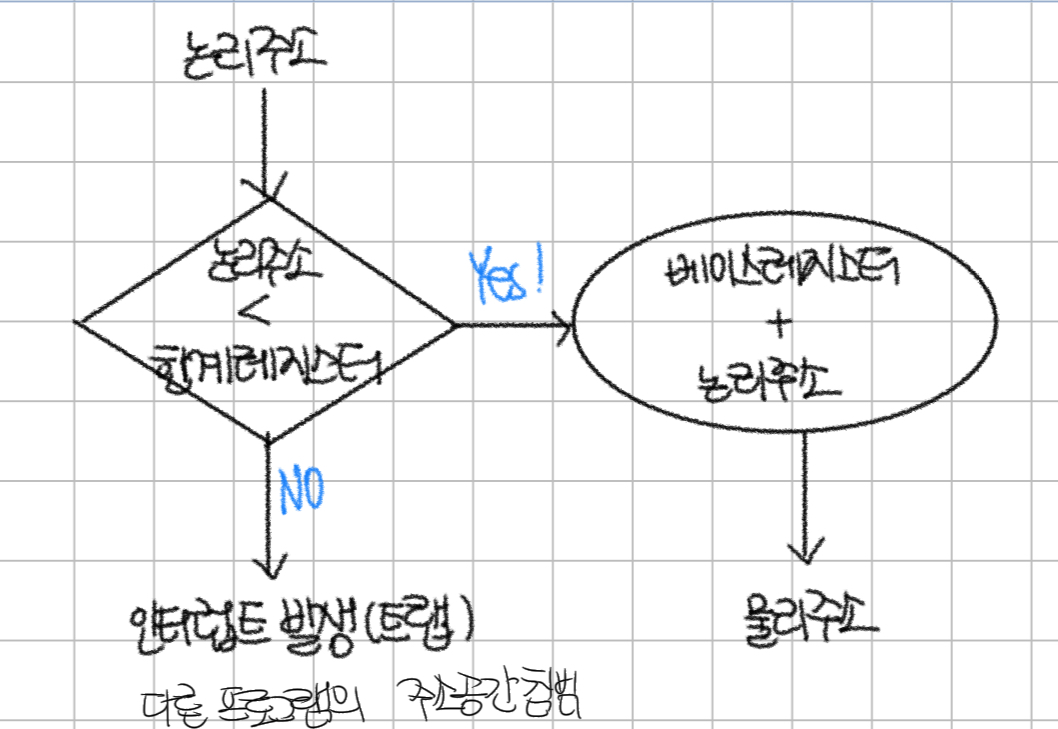 논리주소
논리주소
<
한계레지스터
Yes!
베이스레지스터
+
논리주소
NO
인터럽트 발생(트랩)
다른 프로그램의 주소공간 침범
물리주소